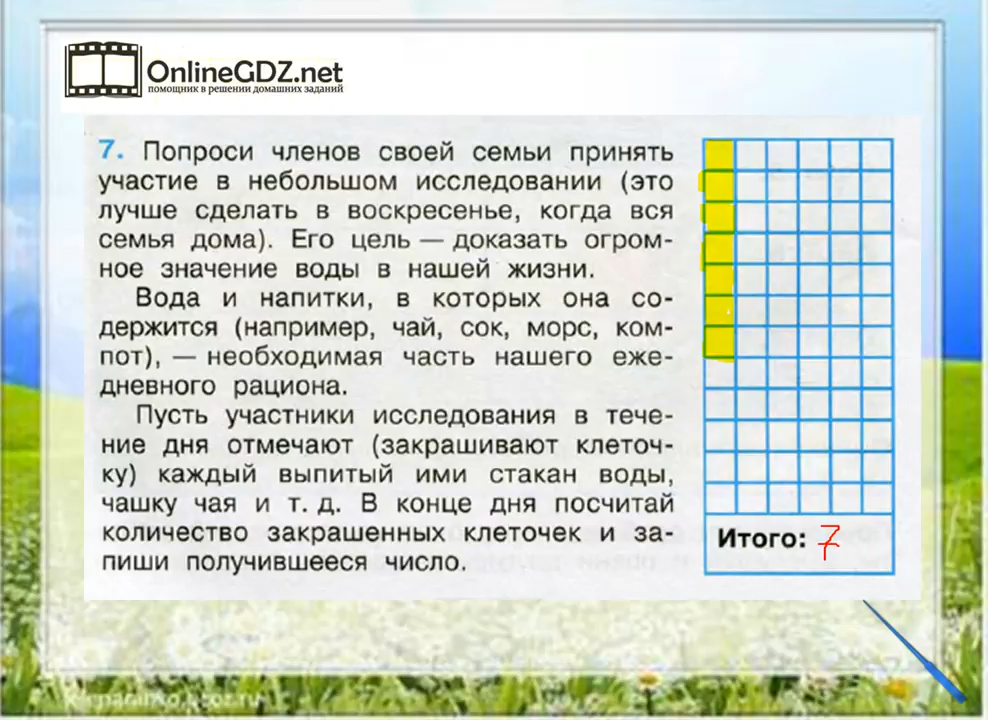 OnlineGDZ.net
помощник в решении домашних заданий
7. Попроси членов своей семьи принять
участие в небольшом исследовании (это
лучше сделать в воскресенье, когда вся
семья дома). Его цель — доказать огром-
ное значение воды в нашей жизни.
Вода и напитки, в которых она со-
держится (например, чай, сок, морс, ком-
пот), — необходимая часть нашего еже-
дневного рациона.
Пусть участники исследования в тече-
ние дня отмечают (закрашивают клеточ-
ку) каждый выпитый ими стакан воды,
чашку чая и т. д. В конце дня посчитай
количество закрашенных клеточек и за-
пиши получившееся число.
Итого: 7